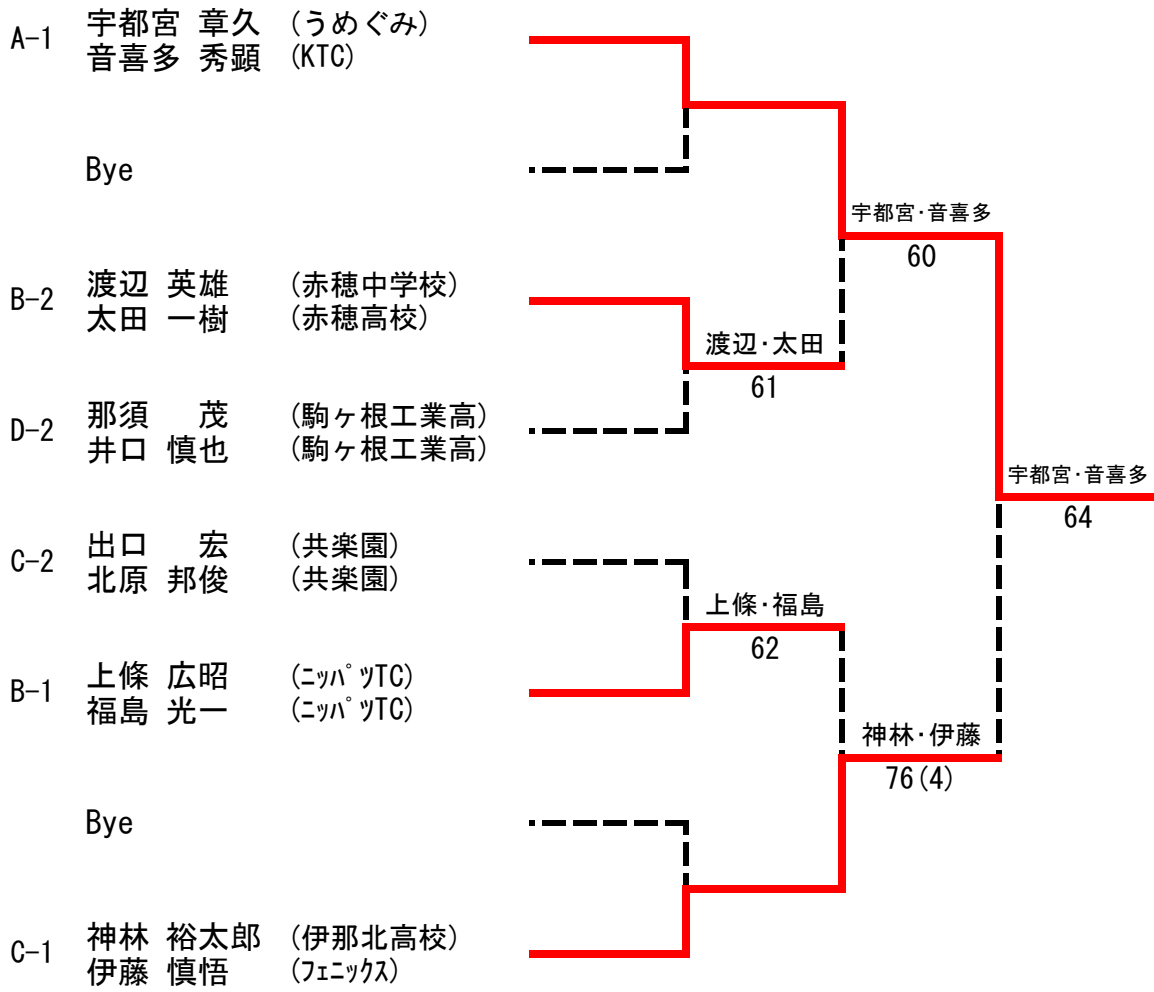 A-1 宇都宮 章久 (うめぐみ)
音喜多 秀顕 (KTC)
Bye
宇都宮・音喜多
60
B-2 渡辺 英雄 (赤穂中学校)
太田 一樹 (赤穂高校)
渡辺・太田
61
D-2 那須 茂 (駒ヶ根工業高)
井口 慎也 (駒ヶ根工業高)
宇都宮・音喜多
64
C-2 出口 宏 (共楽園)
北原 邦俊 (共楽園)
上條・福島
62
B-1 上條 広昭 (ﾆｯﾊﾟﾂTC)
福島 光一 (ﾆｯﾊﾟﾂTC)
神林・伊藤
76(4)
Bye
C-1 神林 裕太郎 (伊那北高校)
伊藤 慎悟 (ﾌｪﾆｯｸｽ)